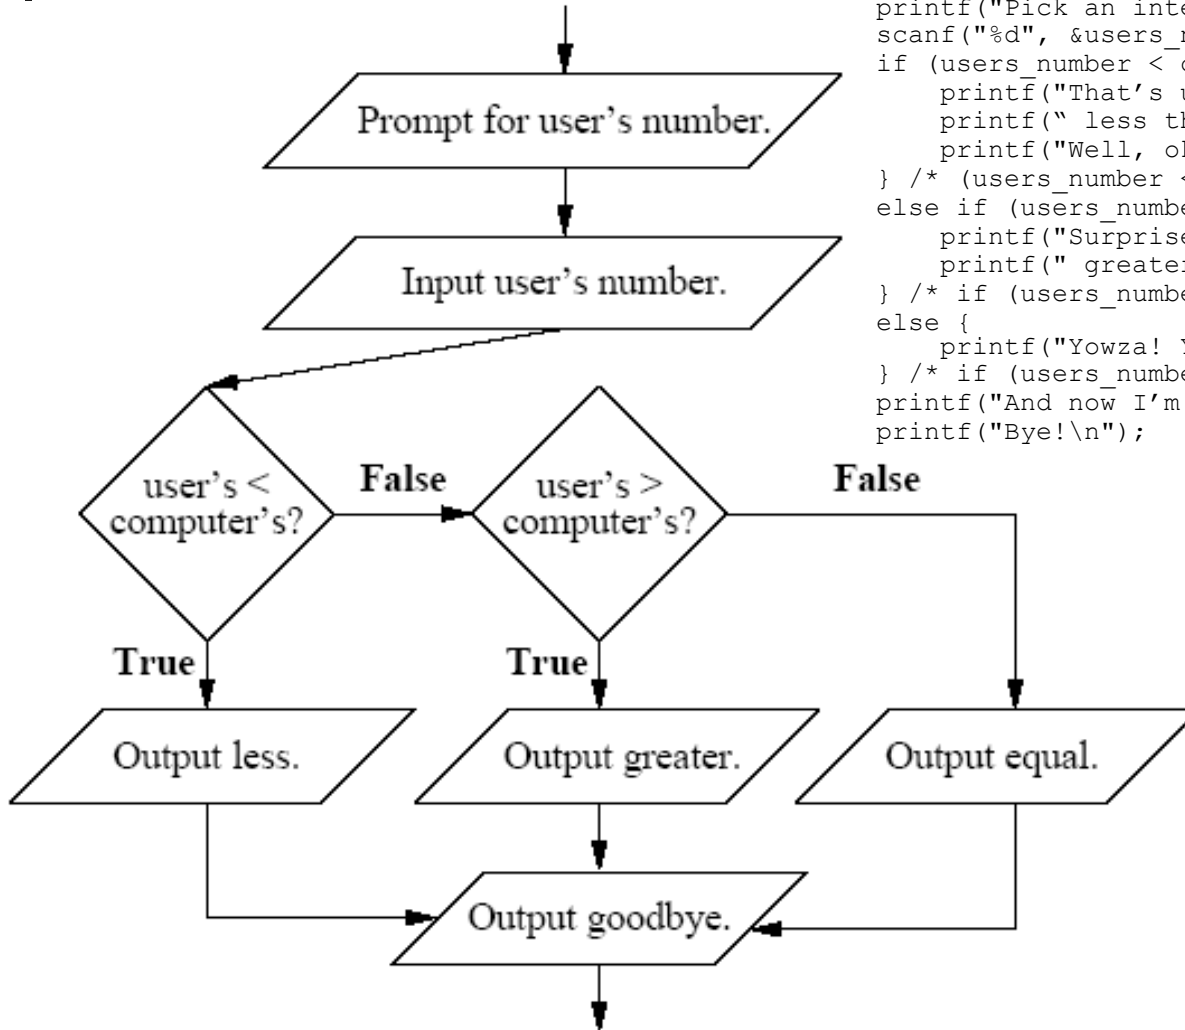 printf("Pick an inte
scanf("%d", &users_n
if (users_number < c
printf("That's u
printf(“ less th
printf("Well, ok
} /* (users_number <
else if (users_numbe
printf("Surprise
printf(" greater
} /* if (users_numbe
else {
printf("Yowza! Y
} /* if (users_numbe
printf("And now I’m
printf("Bye!\n");
Prompt for user’s number.
Input user’s number.
user’s <
computer’s?
False
user’s >
computer’s?
False
True
True
Output less.
Output greater.
Output equal.
Output goodbye.